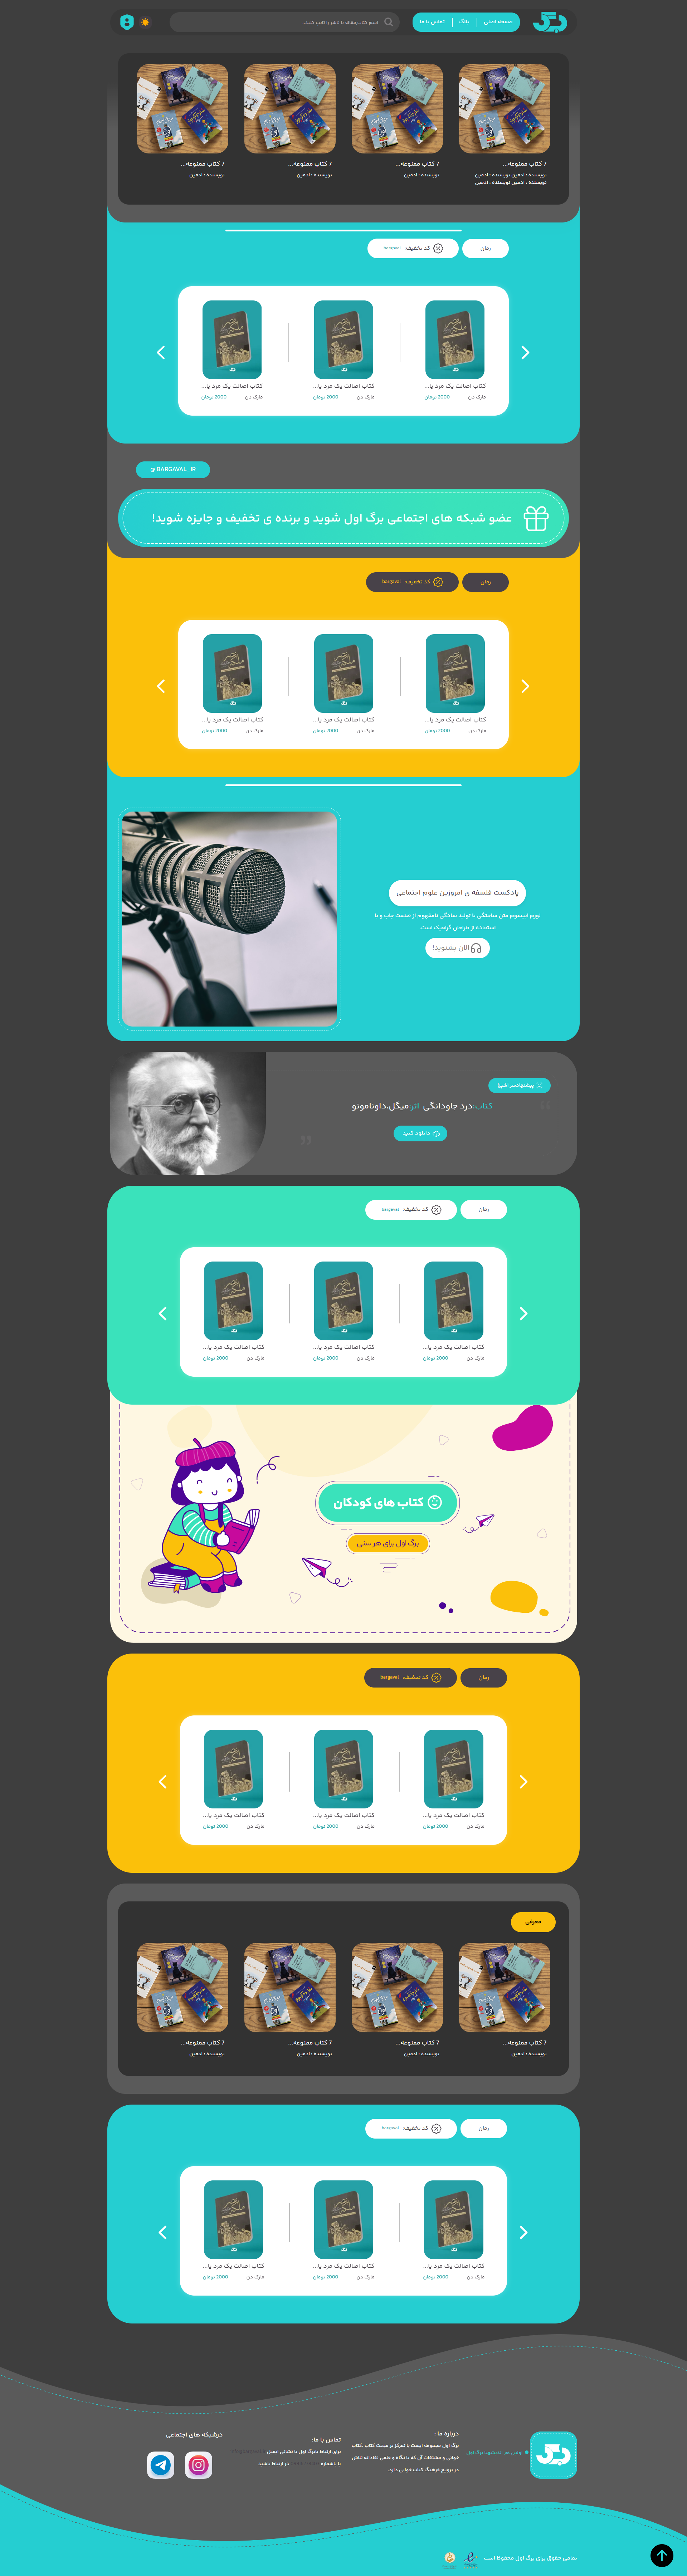 صفحه اصلی
بلاگ
تماس با ما
اسم کتاب،مقاله یا ناشر را تایپ کنید...
7 کتاب ممنوعه...
نویسنده : ادمین نویسنده : ادمین
نویسنده : ادمین نویسنده : ادمین
7 کتاب ممنوعه...
نویسنده : ادمین
7 کتاب ممنوعه...
نویسنده : ادمین
7 کتاب ممنوعه...
نویسنده : ادمین
رمان
کد تخفیف: bargaval
کتاب اصالت یک مرد یا...
مارک دن
2000 تومان
کتاب اصالت یک مرد یا...
مارک دن
2000 تومان
کتاب اصالت یک مرد یا...
مارک دن
2000 تومان
@ BARGAVAL_IR
عضو شبکه های اجتماعی برگ اول شوید و برنده ی تخفیف و جایزه شوید!
رمان
کد تخفیف: bargaval
کتاب اصالت یک مرد یا...
مارک دن
2000 تومان
کتاب اصالت یک مرد یا...
مارک دن
2000 تومان
کتاب اصالت یک مرد یا...
مارک دن
2000 تومان
پادکست فلسفه ی امروزین علوم اجتماعی
لورم ایپسوم متن ساختگی با تولید سادگی نامفهوم از صنعت چاپ و با
استفاده از طراحان گرافیک است.
الان بشنوید!
پیشنهاد سر آشپز!
کتاب:درد جاودانگی اثر:میگل.داونامونو
دانلود کنید
رمان
کد تخفیف: bargaval
کتاب اصالت یک مرد یا...
مارک دن
2000 تومان
کتاب اصالت یک مرد یا...
مارک دن
2000 تومان
کتاب اصالت یک مرد یا...
مارک دن
2000 تومان
کتاب های کودکان
برگ اول برای هر سنی
رمان
کد تخفیف: bargaval
کتاب اصالت یک مرد یا...
مارک دن
2000 تومان
کتاب اصالت یک مرد یا...
مارک دن
2000 تومان
کتاب اصالت یک مرد یا...
مارک دن
2000 تومان
معرفی
7 کتاب ممنوعه...
نویسنده : ادمین
7 کتاب ممنوعه...
نویسنده : ادمین
7 کتاب ممنوعه...
نویسنده : ادمین
7 کتاب ممنوعه...
نویسنده : ادمین
رمان
کد تخفیف: bargaval
کتاب اصالت یک مرد یا...
مارک دن
2000 تومان
کتاب اصالت یک مرد یا...
مارک دن
2000 تومان
کتاب اصالت یک مرد یا...
مارک دن
2000 تومان
اولین هر اندیشه:با برگ اول
درباره ما :
برگ اول مجموعه ایست با تمرکز بر مبحث کتاب ،کتاب
خوانی و مشتقات آن که با نگاه و قلمی نقادانه تلاش
در ترویج فرهنگ کتاب خوانی دارد.
تماس با ما:
برای ارتباط بابرگ اول با نشانی ایمیل
یا باشماره
در ارتباط باشید
درشبکه های اجتماعی
تمامی حقوق برای برگ اول محفوظ است